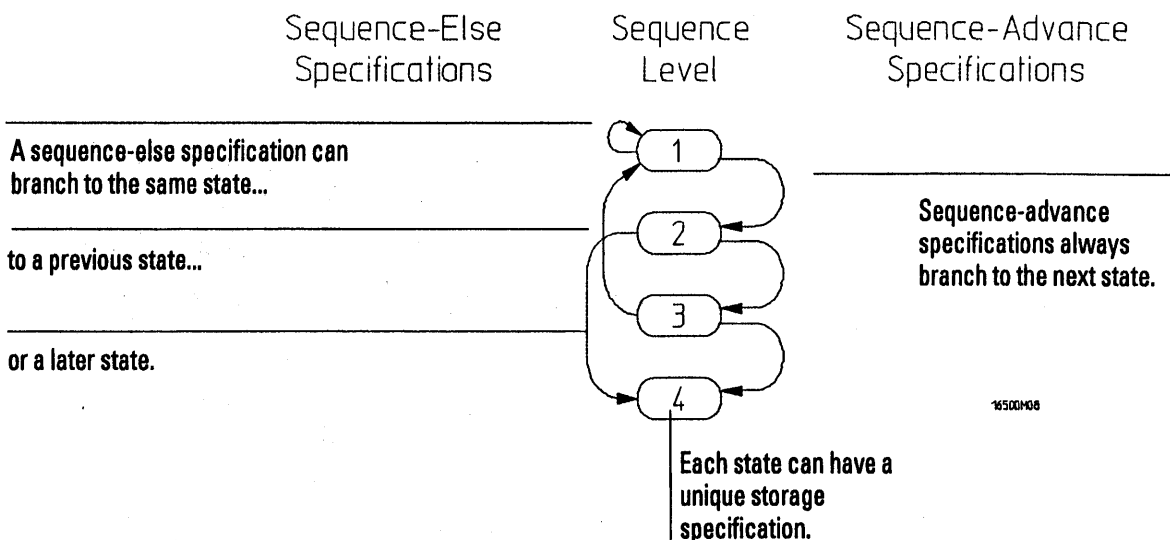 Sequence-Else
Specifications
Sequence
Level
Sequence-Advance
Specifications
A sequence-else specification can
branch to the same state...
to a previous state...
or a later state.
1
2
3
4
Sequence-advance
specifications always
branch to the next state.
16500M08
Each state can have a
unique storage
specification.